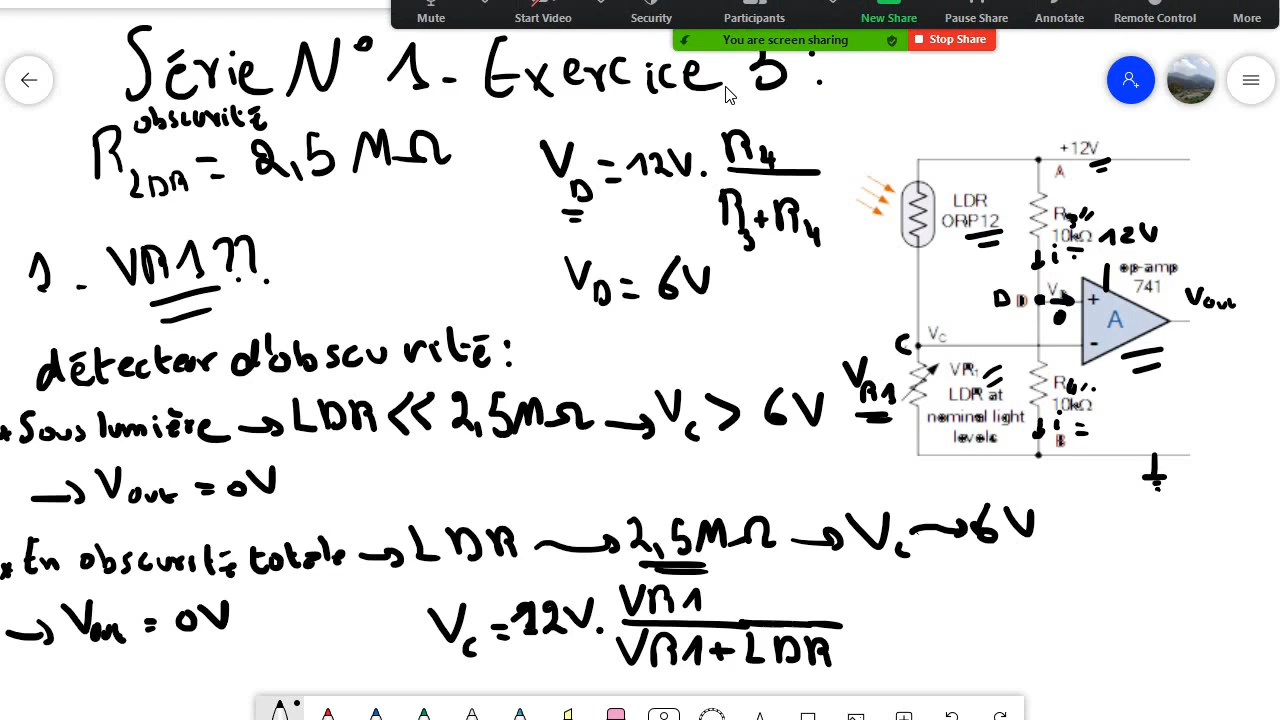 Mute Start Video Security Participants New Share Pause Share Annotate Remote Control More
You are screen sharing Stop Share
Série N° 1 - Exercice 3 :
R LDR obscurité = 2,5 MΩ
V_D = 12V . R4 / R3 + R4
V_D = 6V
1 - VR1 ??
détecteur d'obscurité :
* Sous lumière → LDR << 2,5MΩ → Vc > 6V
→ Vout = 0V
* En obscurité totale → LDR → 2,5MΩ → Vc → 6V
→ Vout = 0V
Vc = 12V . VR1 / VR1 + LDR
+12V
A
LDR
ORP12
R3
10kΩ
i
12V
op-amp
741
D
+
A
-
Vout
C
Vc
VR1
VR1
LDR at
nominal light
levels
R4
10kΩ
i
B